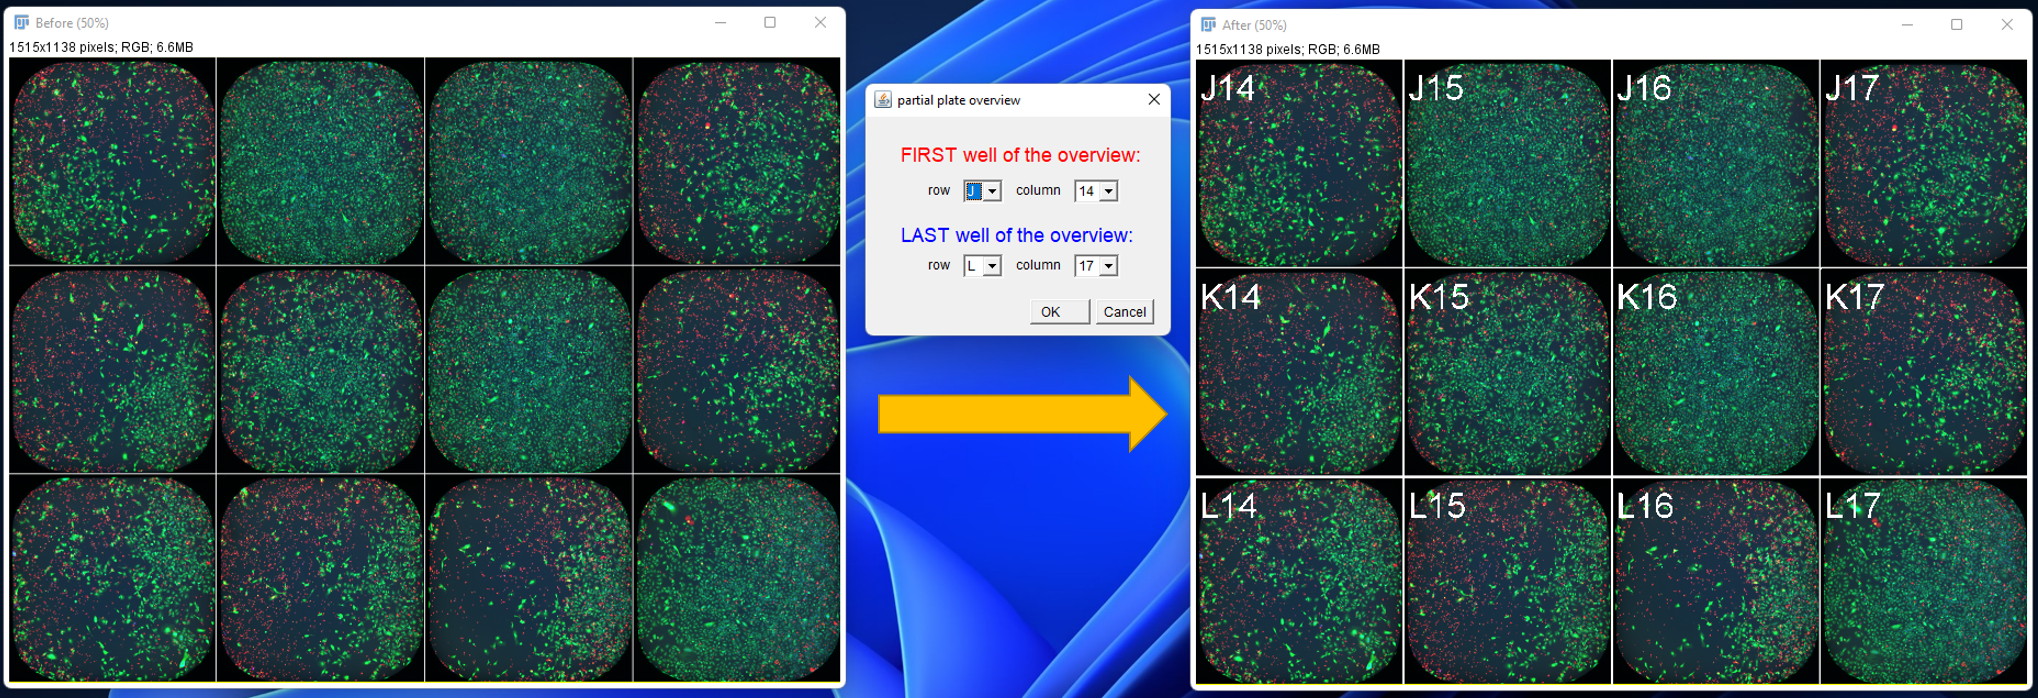 Before (50%)
1515x1138 pixels; RGB; 6.6MB
partial plate overview
FIRST well of the overview:
row J column 14
LAST well of the overview:
row L column 17
OK Cancel
After (50%)
1515x1138 pixels; RGB; 6.6MB
J14 J15 J16 J17
K14 K15 K16 K17
L14 L15 L16 L17